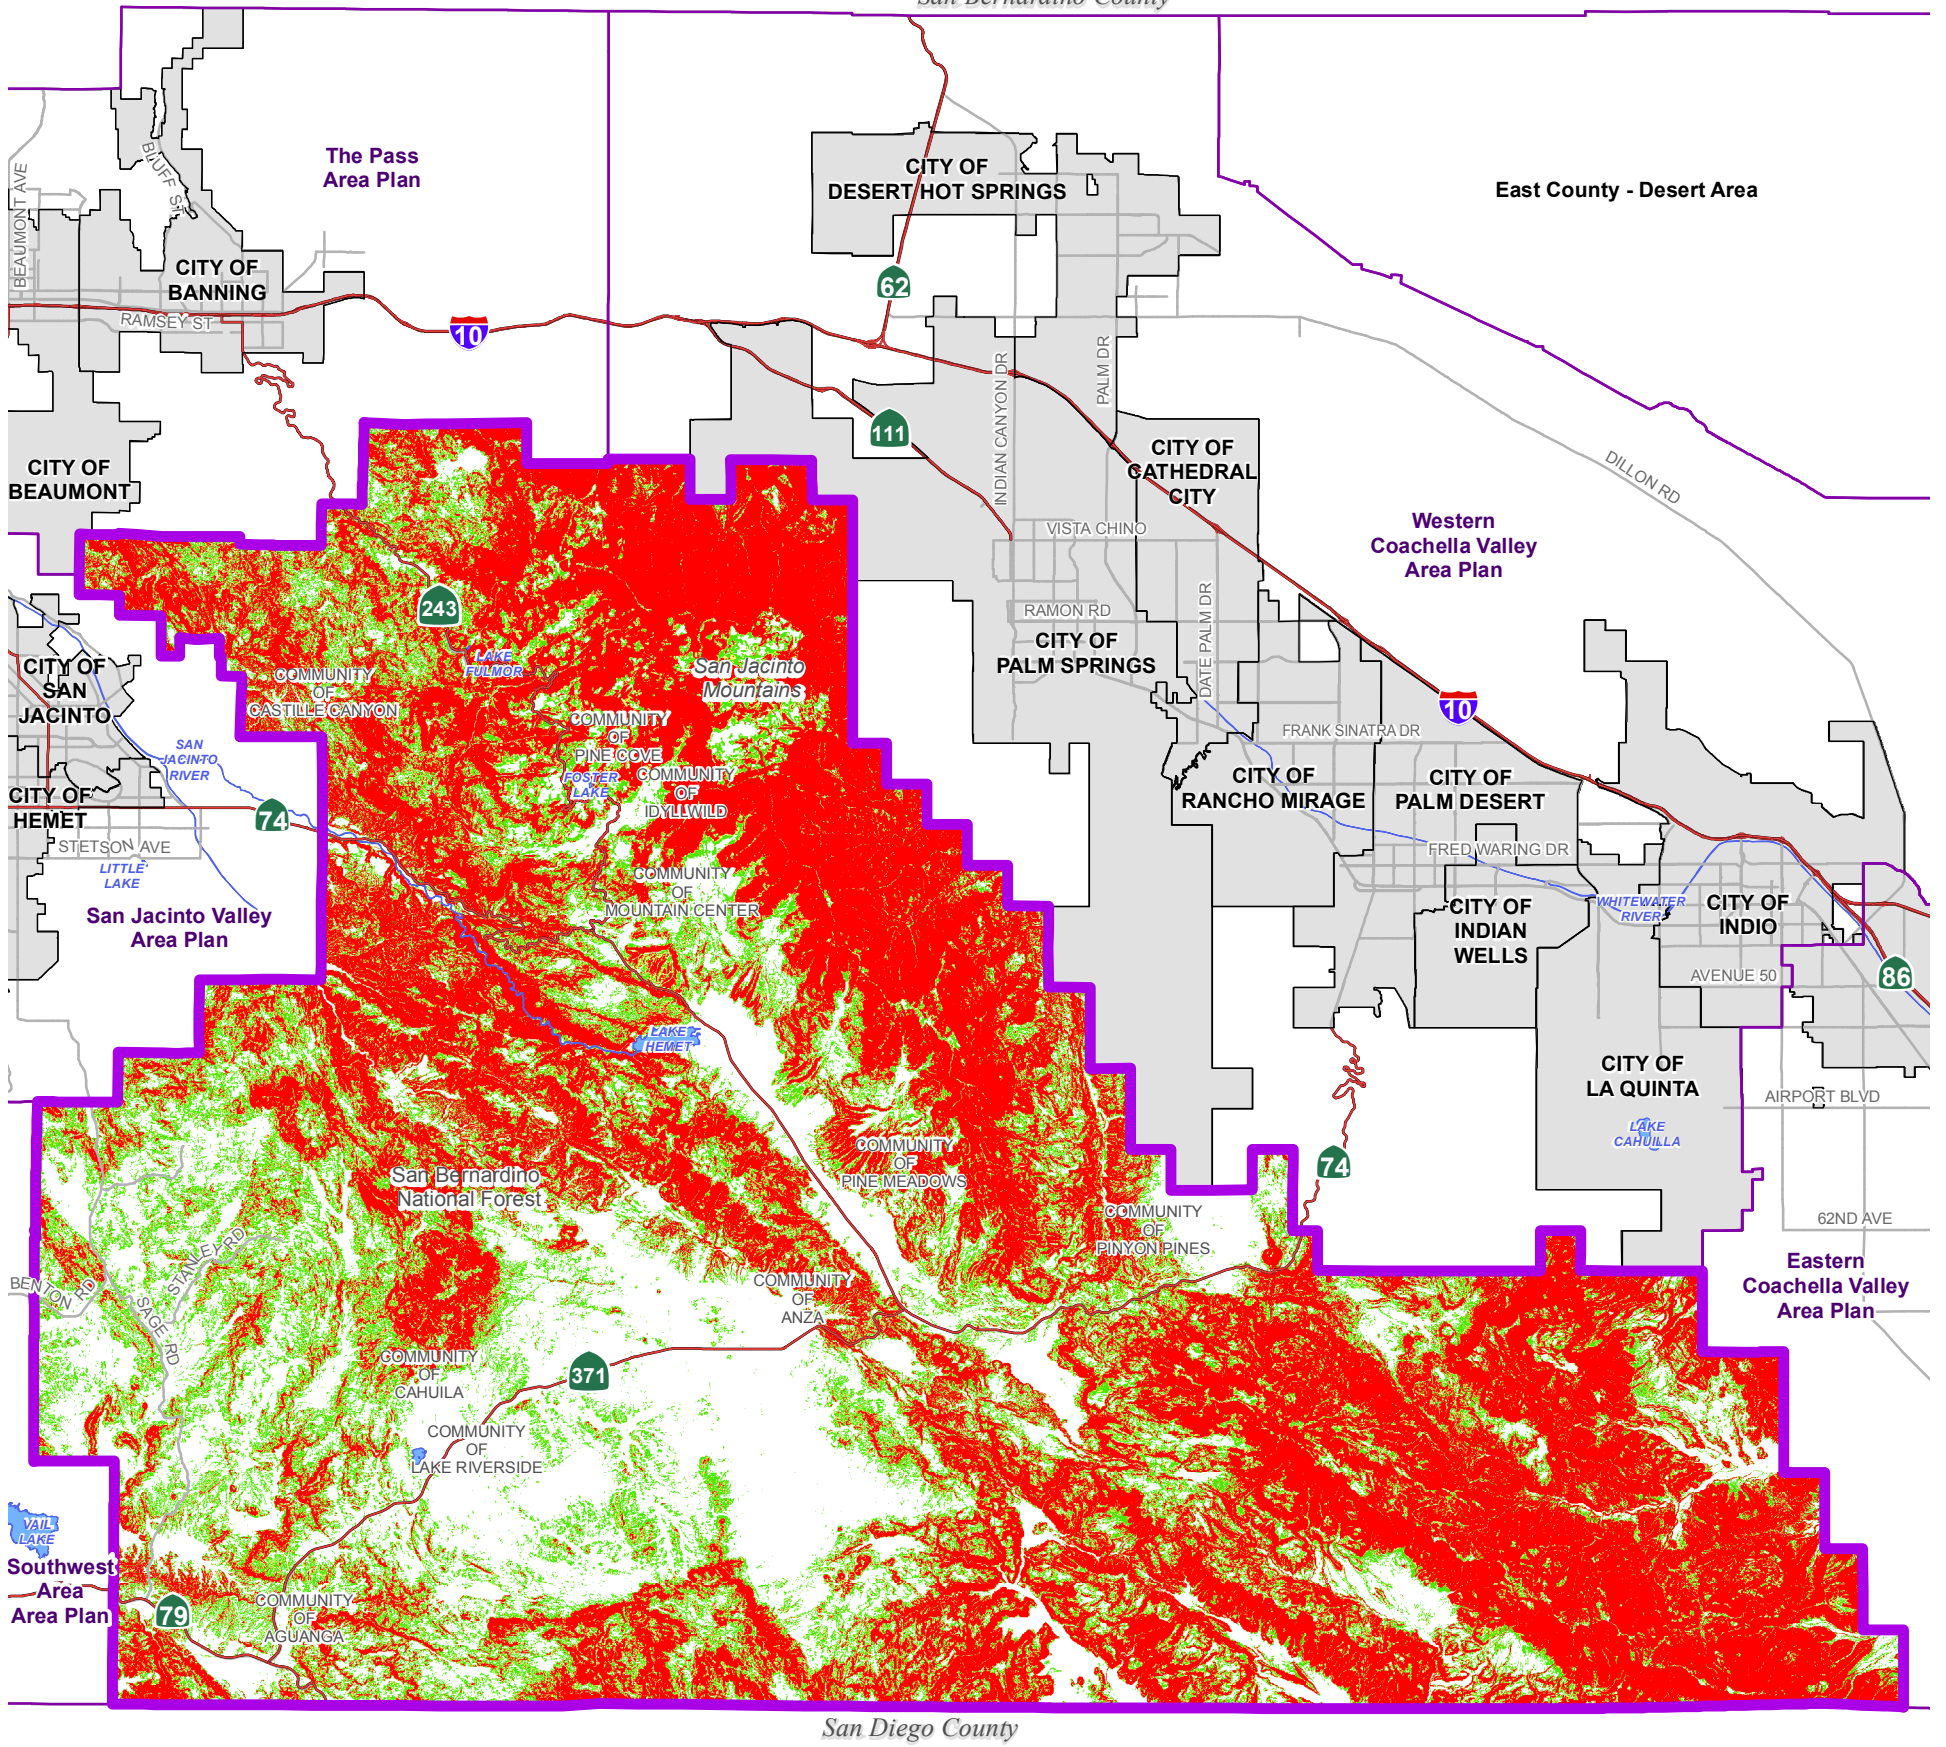 San Bernardino County
The Pass
Area Plan
CITY OF
DESERT HOT SPRINGS
East County - Desert Area
BEAUMONT AVE
BLUFF ST
CITY OF
BANNING
RAMSEY ST
10
62
111
INDIAN CANYON DR
PALM DR
CITY OF
BEAUMONT
CITY OF
CATHEDRAL
CITY
DILLON RD
VISTA CHINO
Western
Coachella Valley
Area Plan
243
RAMON RD
DATE PALM DR
CITY OF
PALM SPRINGS
CITY OF
SAN
JACINTO
COMMUNITY
OF
CASTILLE CANYON
LAKE
FULMOR
San Jacinto
Mountains
10
FRANK SINATRA DR
SAN
JACINTO
RIVER
COMMUNITY
OF
PINE COVE
FOSTER
LAKE
COMMUNITY
OF
IDYLLWILD
CITY OF
RANCHO MIRAGE
CITY OF
PALM DESERT
CITY OF
HEMET
74
STETSON AVE
LITTLE
LAKE
FRED WARING DR
COMMUNITY
OF
MOUNTAIN CENTER
San Jacinto Valley
Area Plan
CITY OF
INDIAN
WELLS
WHITEWATER
RIVER
CITY OF
INDIO
AVENUE 50
86
LAKE
HEMET
CITY OF
LA QUINTA
AIRPORT BLVD
LAKE
CAHUILLA
COMMUNITY
OF
PINE MEADOWS
74
San Bernardino
National Forest
COMMUNITY
OF
PINYON PINES
62ND AVE
STANLEY RD
BENTON RD
SAGE RD
COMMUNITY
OF
ANZA
Eastern
Coachella Valley
Area Plan
COMMUNITY
OF
CAHUILA
371
COMMUNITY
OF
LAKE RIVERSIDE
VAIL
LAKE
Southwest
Area
Area Plan
79
COMMUNITY
OF
AGUANGA
San Diego County